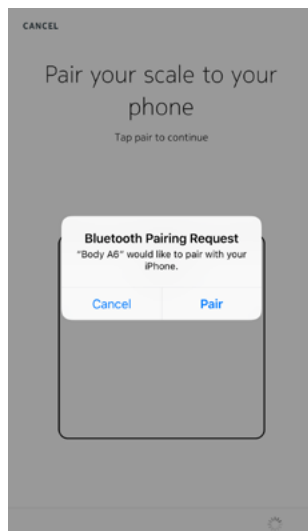 CANCEL
Pair your scale to your
phone
Tap pair to continue
Bluetooth Pairing Request
"Body A6" would like to pair with your
iPhone.
Cancel Pair